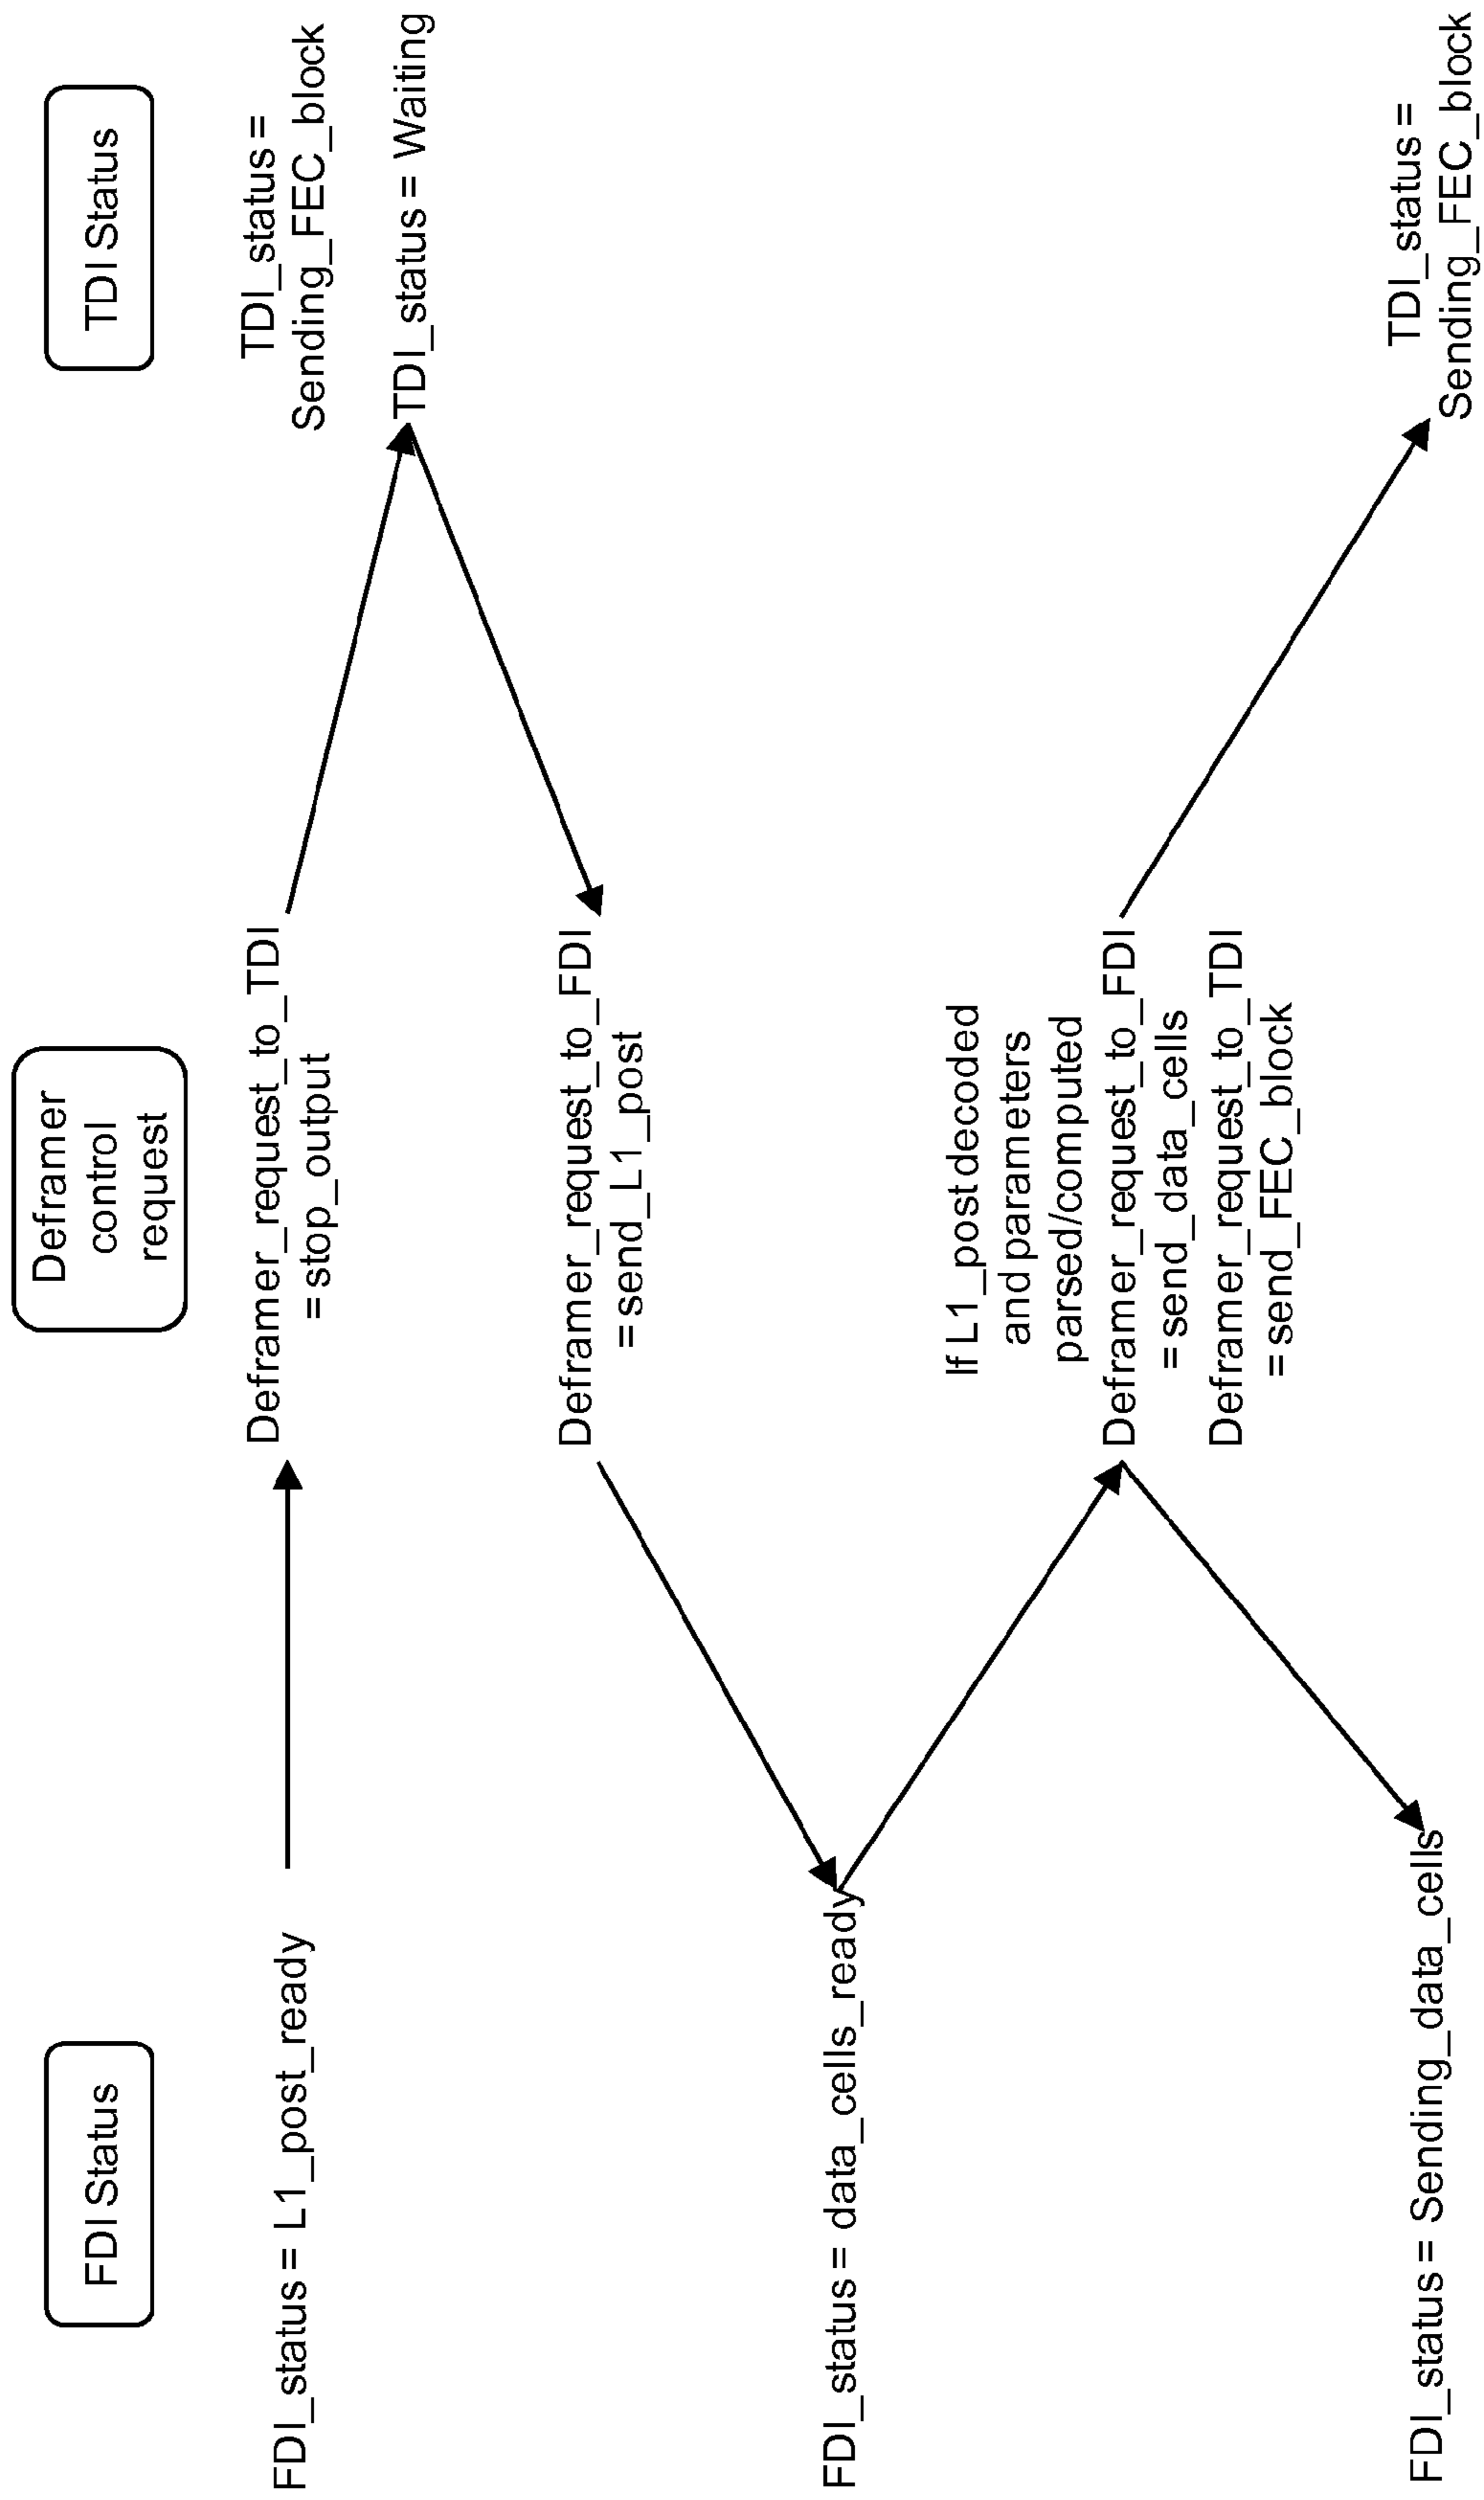 FDI Status
Deframer
control
request
TDI Status
FDI_status = L1_post_ready
Deframer_request_to_TDI
=stop_output
TDI_status =
Sending_FEC_block
TDI_status = Waiting
Deframer_request_to_FDI
=send_L1_post
FDI_status = data_cells_ready
If L1_post decoded
and parameters
parsed/computed
Deframer_request_to_FDI
=send_data_cells
Deframer_request_to_TDI
=send_FEC_block
FDI_status = Sending_data_cells
TDI_status =
Sending_FEC_block